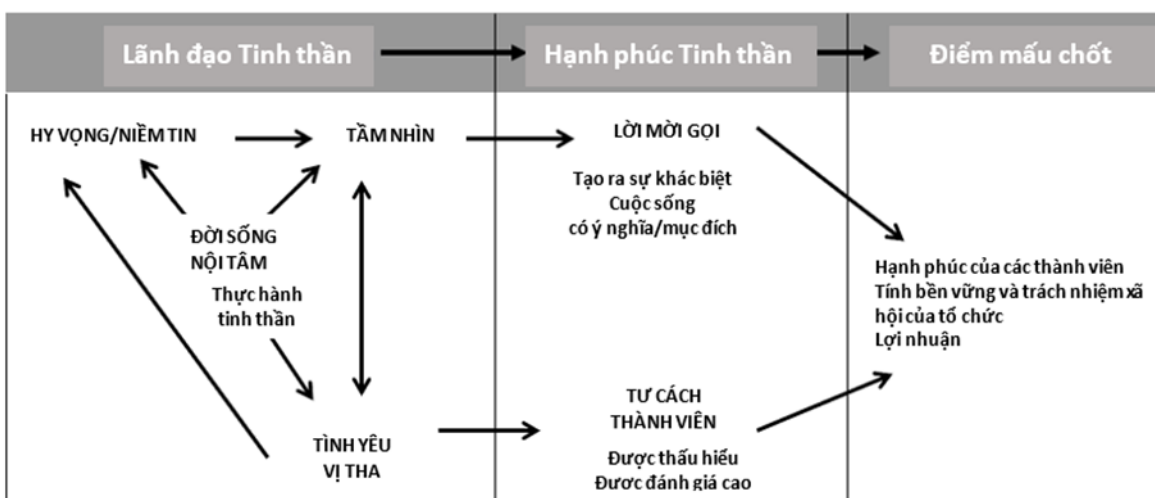 Lãnh đạo Tinh thần
Hạnh phúc Tinh thần
Điểm mấu chốt
HY VỌNG/NIỀM TIN
TẦM NHÌN
ĐỜI SỐNG
NỘI TÂM
Thực hành
tinh thần
TÌNH YÊU
VỊ THA
LỜI MỜI GỌI
Tạo ra sự khác biệt
Cuộc sống
có ý nghĩa/mục đích
TƯ CÁCH
THÀNH VIÊN
Được thấu hiểu
Được đánh giá cao
Hạnh phúc của các thành viên
Tính bền vững và trách nhiệm xã
hội của tổ chức
Lợi nhuận